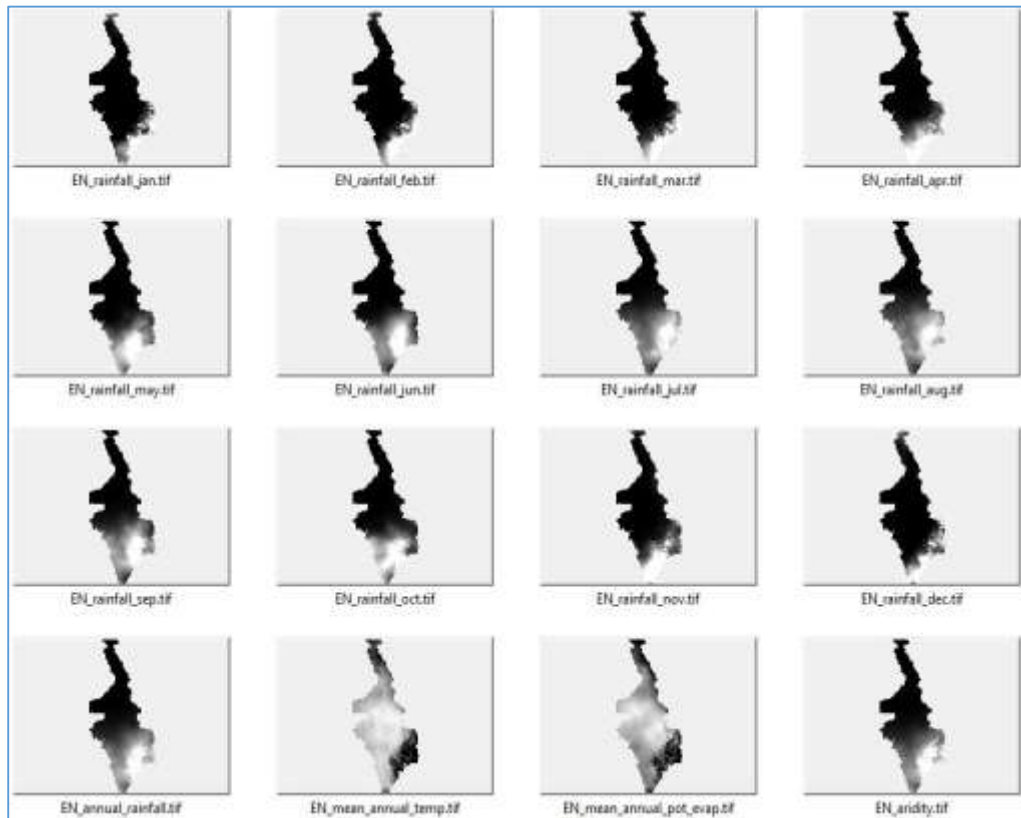 EN_rainfall_jan.tif
EN_rainfall_feb.tif
EN_rainfall_mar.tif
EN_rainfall_apr.tif
EN_rainfall_may.tif
EN_rainfall_jun.tif
EN_rainfall_jul.tif
EN_rainfall_aug.tif
EN_rainfall_sep.tif
EN_rainfall_oct.tif
EN_rainfall_nov.tif
EN_rainfall_dec.tif
EN_annual_rainfall.tif
EN_mean_annual_temp.tif
EN_mean_annual_pot_evap.tif
EN_aridity.tif